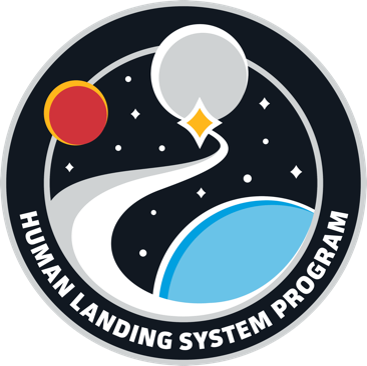 HUMAN LANDING SYSTEM PROGRAM